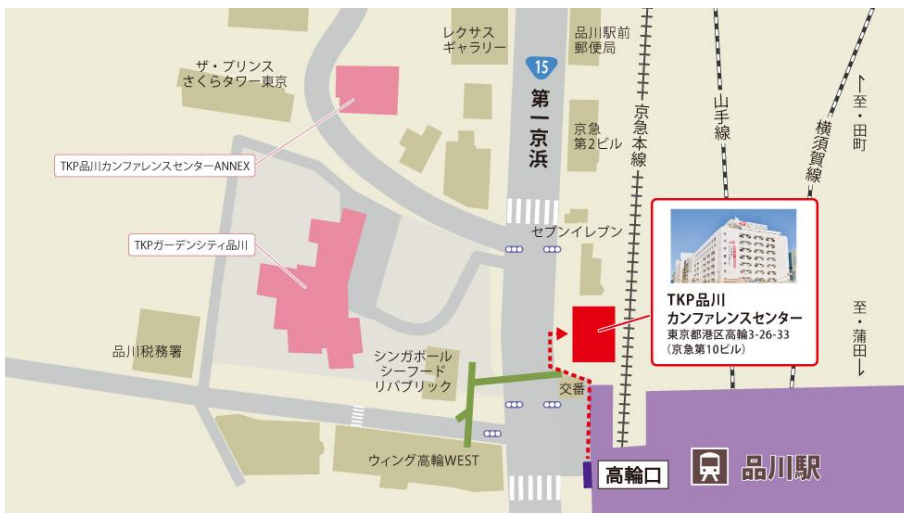 レクサス
ギャラリー
品川駅前
郵便局
ザ・プリンス
さくらタワー東京
15
第一京浜
京急
第2ビル
京急本線
山手線
横須賀線
至・田町
TKP品川カンファレンスセンターANNEX
TKPガーデンシティ品川
セブンイレブン
TKP品川
カンファレンスセンター
東京都港区高輪3-26-33
(京急第10ビル)
至・蒲田
品川税務署
シンガポール
シーフード
リパブリック
交番
ウィング高輪WEST
高輪口
品川駅